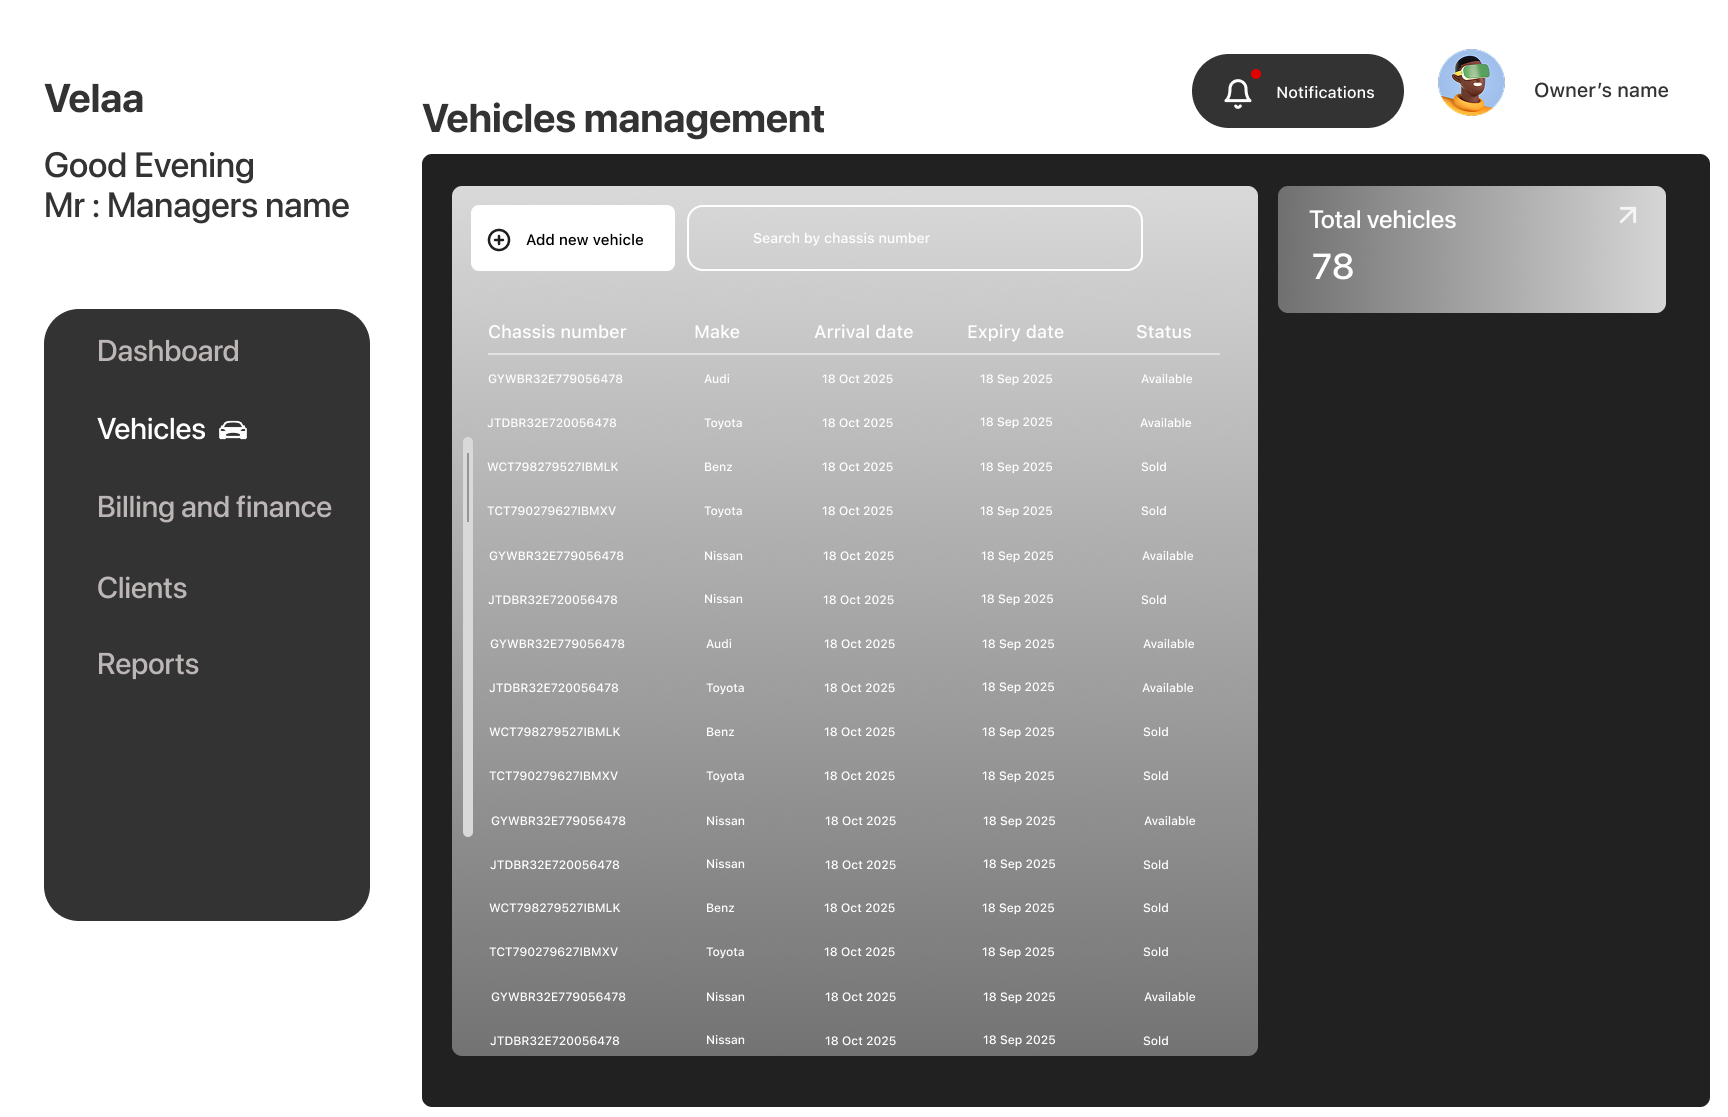 Velaa
Good Evening
Mr : Managers name
Dashboard
Vehicles
Billing and finance
Clients
Reports
Vehicles management
Notifications
Owner's name
Add new vehicle
Search by chassis number
Total vehicles
78
Chassis number Make Arrival date Expiry date Status
GYWBR32E779056478 Audi 18 Oct 2025 18 Sep 2025 Available
JTDBR32E720056478 Toyota 18 Oct 2025 18 Sep 2025 Available
WCT798279527IBMLK Benz 18 Oct 2025 18 Sep 2025 Sold
TCT790279627IBMXV Toyota 18 Oct 2025 18 Sep 2025 Sold
GYWBR32E779056478 Nissan 18 Oct 2025 18 Sep 2025 Available
JTDBR32E720056478 Nissan 18 Oct 2025 18 Sep 2025 Sold
GYWBR32E779056478 Audi 18 Oct 2025 18 Sep 2025 Available
JTDBR32E720056478 Toyota 18 Oct 2025 18 Sep 2025 Available
WCT798279527IBMLK Benz 18 Oct 2025 18 Sep 2025 Sold
TCT790279627IBMXV Toyota 18 Oct 2025 18 Sep 2025 Sold
GYWBR32E779056478 Nissan 18 Oct 2025 18 Sep 2025 Available
JTDBR32E720056478 Nissan 18 Oct 2025 18 Sep 2025 Sold
WCT798279527IBMLK Benz 18 Oct 2025 18 Sep 2025 Sold
TCT790279627IBMXV Toyota 18 Oct 2025 18 Sep 2025 Sold
GYWBR32E779056478 Nissan 18 Oct 2025 18 Sep 2025 Available
JTDBR32E720056478 Nissan 18 Oct 2025 18 Sep 2025 Sold